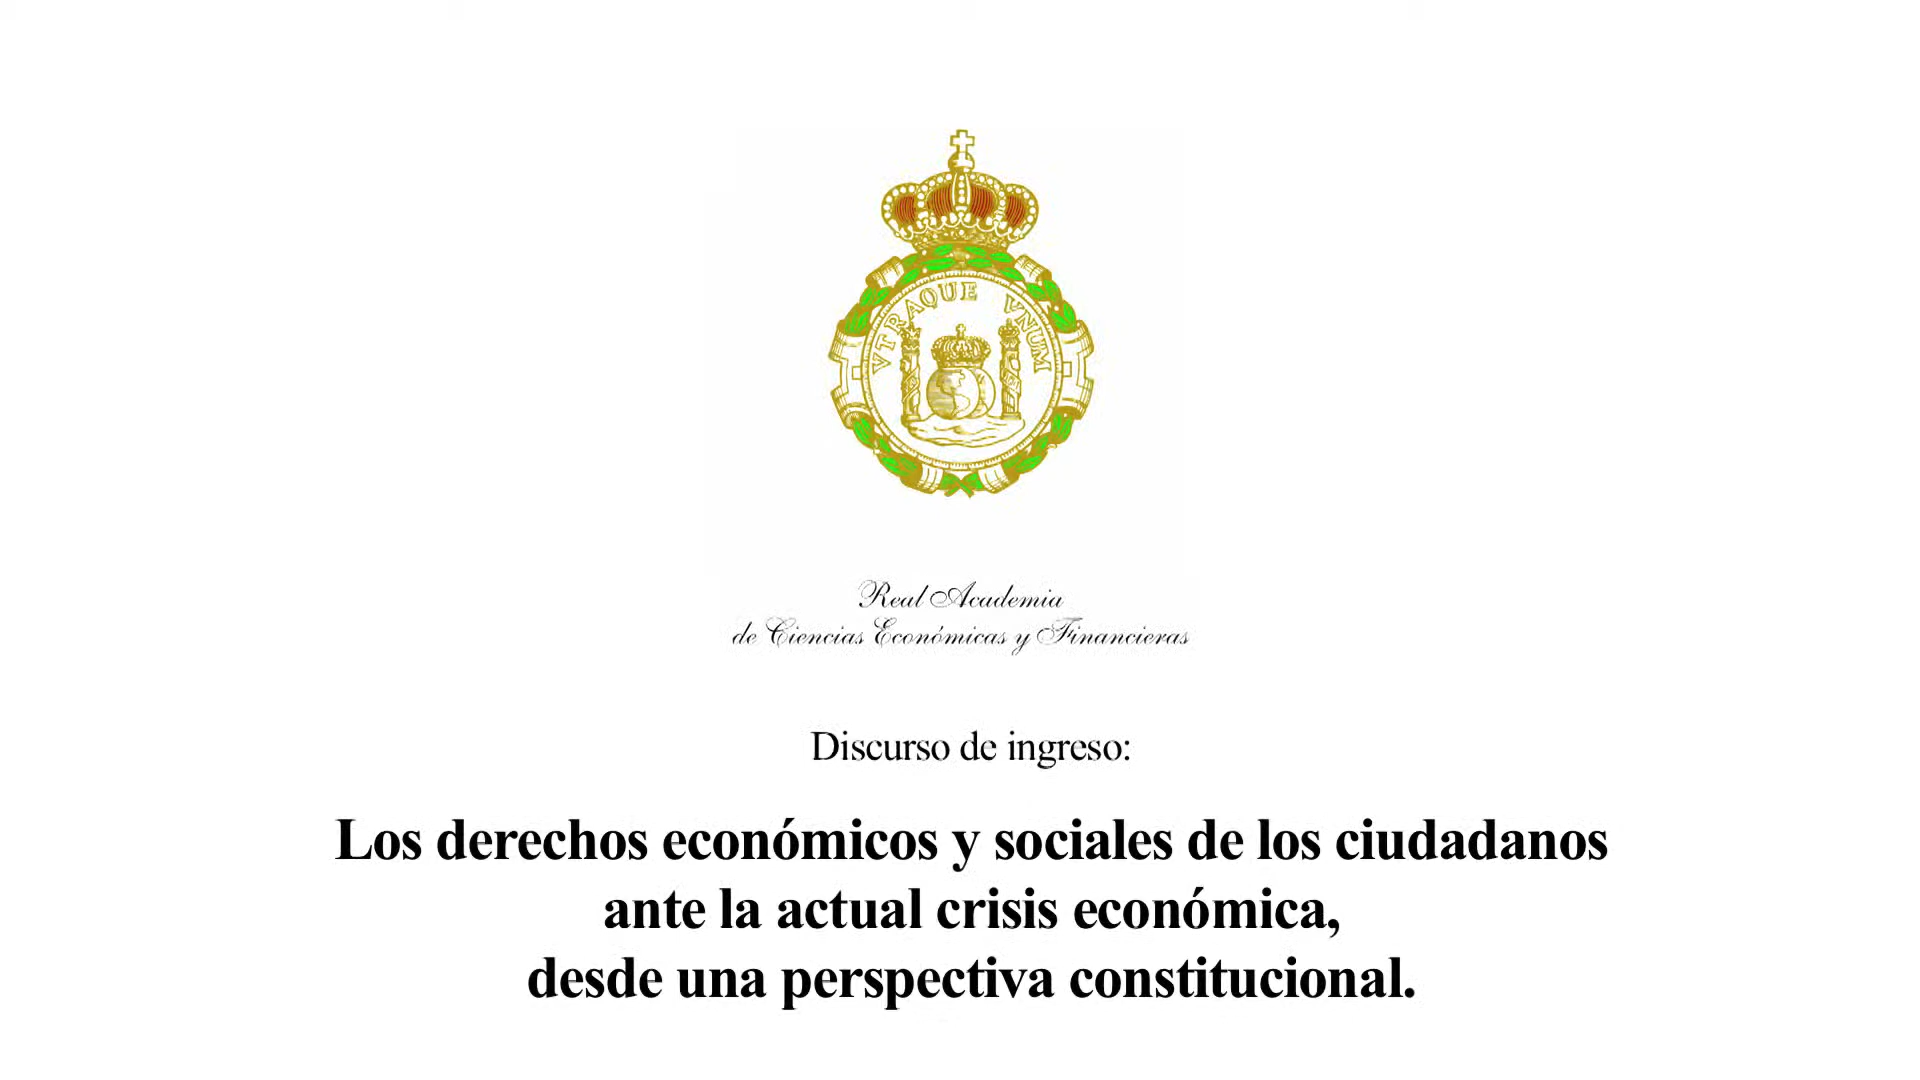 VTRAQUE VNUM
Real Academia
de Ciencias Económicas y Financieras
Discurso de ingreso:
Los derechos económicos y sociales de los ciudadanos
ante la actual crisis económica,
desde una perspectiva constitucional.